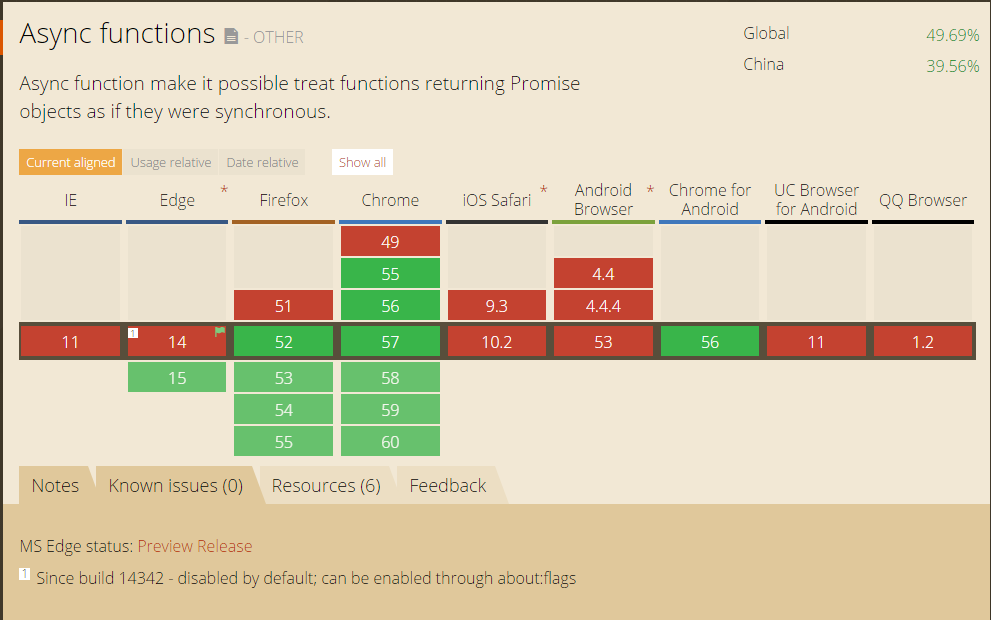 Async functions - OTHER
Global 49.69%
China 39.56%
Async function make it possible treat functions returning Promise
objects as if they were synchronous.
Current aligned Usage relative Date relative Show all
IE Edge * Firefox Chrome iOS Safari * Android Browser * Chrome for Android UC Browser for Android QQ Browser
49
55 4.4
51 56 9.3 4.4.4
11 1 14 52 57 10.2 53 56 11 1.2
15 53 58
54 59
55 60
Notes Known issues (0) Resources (6) Feedback
MS Edge status: Preview Release
1 Since build 14342 - disabled by default; can be enabled through about:flags